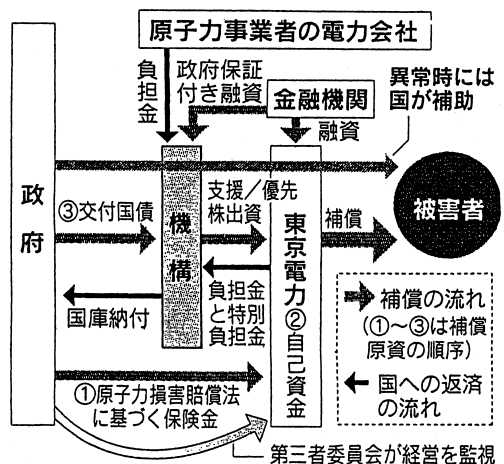 原子力事業者の電力会社
負担金
政府保証
付き融資
金融機関
融資
異常時には
国が補助
政府
③交付国債
機構
支援／優先
株出資
東京電力②自己資金
補償
被害者
国庫納付
負担金
と特別
負担金
①原子力損害賠償法
に基づく保険金
補償の流れ
(①～③は補償
原資の順序)
国への返済
の流れ
第三者委員会が経営を監視